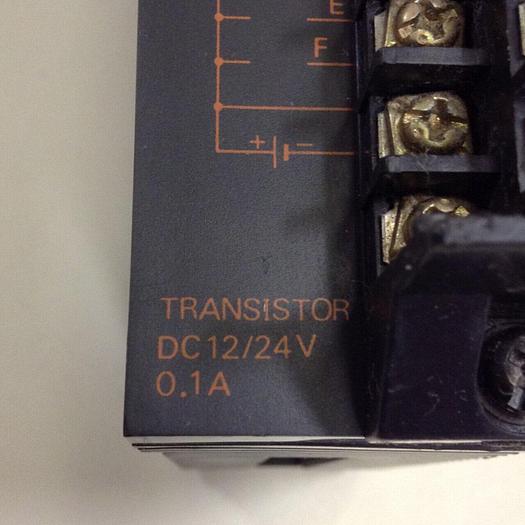 E
F
+ −
TRANSISTOR
DC12/24V
0.1A